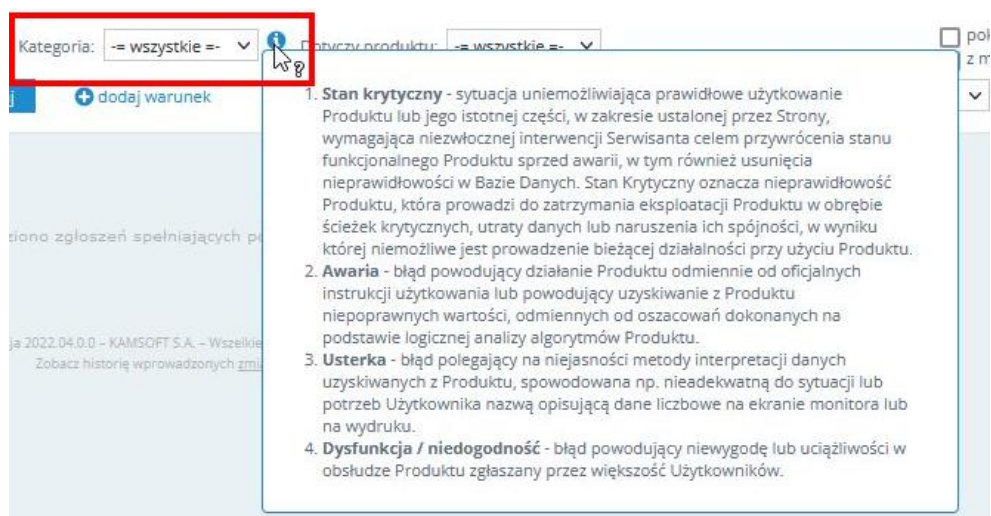 Kategoria: -= wszystkie =- Dotyczy produktu: -= wszystkie =-
dodaj warunek
1. Stan krytyczny - sytuacja uniemożliwiająca prawidłowe użytkowanie
Produktu lub jego istotnej części, w zakresie ustalonej przez Strony,
wymagająca niezwłocznej interwencji Serwisanta celem przywrócenia stanu
funkcjonalnego Produktu sprzed awarii, w tym również usunięcia
nieprawidłowości w Bazie Danych. Stan Krytyczny oznacza nieprawidłowość
Produktu, która prowadzi do zatrzymania eksploatacji Produktu w obrębie
ścieżek krytycznych, utraty danych lub naruszenia ich spójności, w wyniku
której niemożliwe jest prowadzenie bieżącej działalności przy użyciu Produktu.
2. Awaria - błąd powodujący działanie Produktu odmiennie od oficjalnych
instrukcji użytkowania lub powodujący uzyskiwanie z Produktu
niepoprawnych wartości, odmiennych od oszacowań dokonanych na
podstawie logicznej analizy algorytmów Produktu.
3. Usterka - błąd polegający na niejasności metody interpretacji danych
uzyskiwanych z Produktu, spowodowana np. nieadekwatną do sytuacji lub
potrzeb Użytkownika nazwą opisującą dane liczbowe na ekranie monitora lub
na wydruku.
4. Dysfunkcja / niedogodność - błąd powodujący niewygodę lub uciążliwości w
obsłudze Produktu zgłaszany przez większość Użytkowników.
ziono zgłoszeń spełniających
ja 2022.04.0.0 – KAMSOFT S.A. – Wszelkie
Zobacz historię wprowadzonych zmi